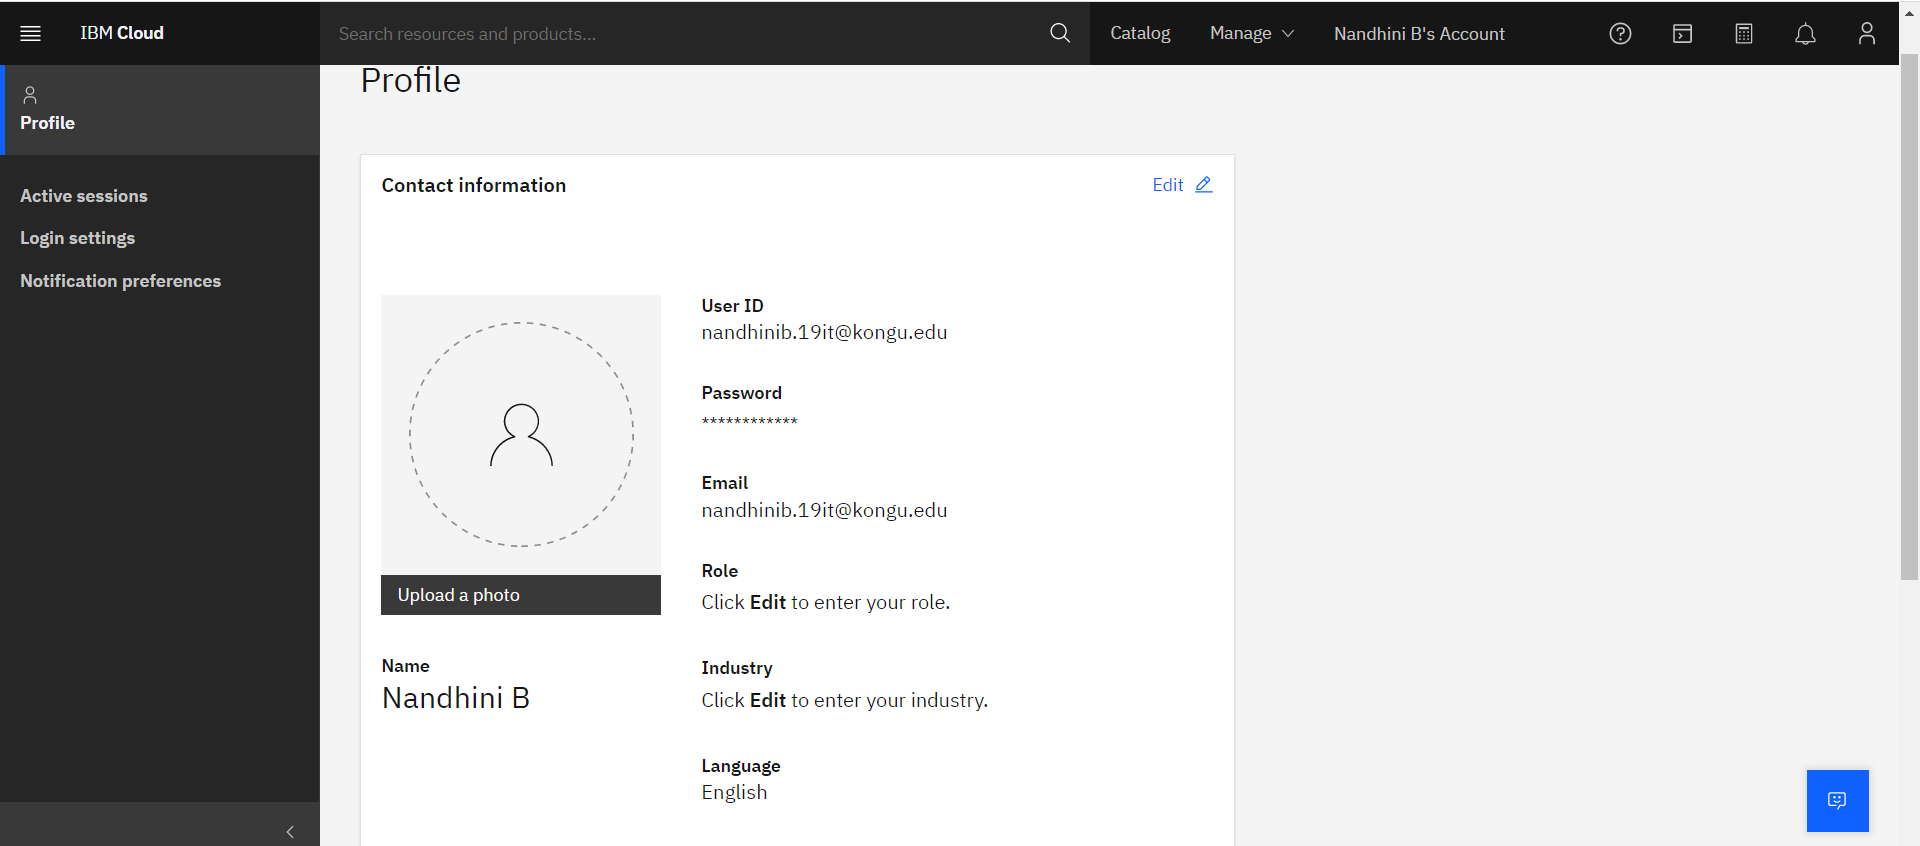 IBM Cloud
Search resources and products...
Catalog
Manage
Nandhini B's Account
Profile
Active sessions
Login settings
Notification preferences
Profile
Contact information
Edit
Upload a photo
Name
Nandhini B
User ID
nandhinib.19it@kongu.edu
Password
************
Email
nandhinib.19it@kongu.edu
Role
Click Edit to enter your role.
Industry
Click Edit to enter your industry.
Language
English